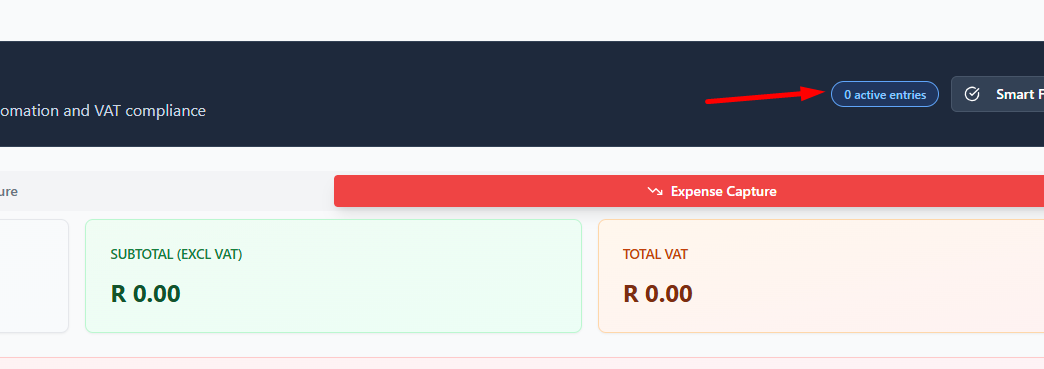 0 active entries
Smart F
omation and VAT compliance
ure
Expense Capture
SUBTOTAL (EXCL VAT)
TOTAL VAT
R 0.00
R 0.00